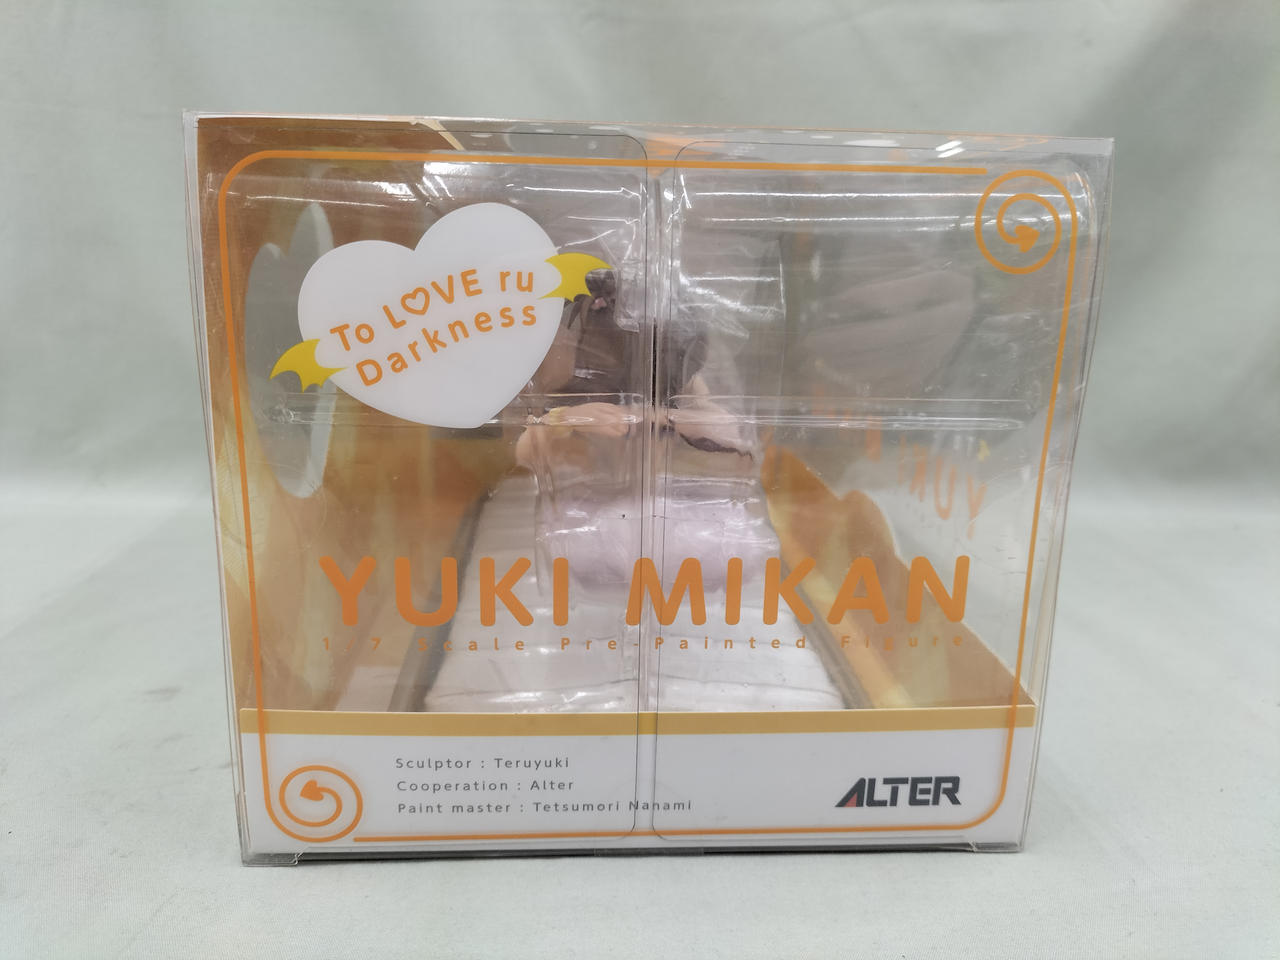 To LOVE ru
Darkness
YUKI
YUKI MIKAN
1/7 Scale Pre-Painted Figure
Sculptor : Teruyuki
Cooperation : Alter
Paint master : Tetsumori Nanami
ALTER